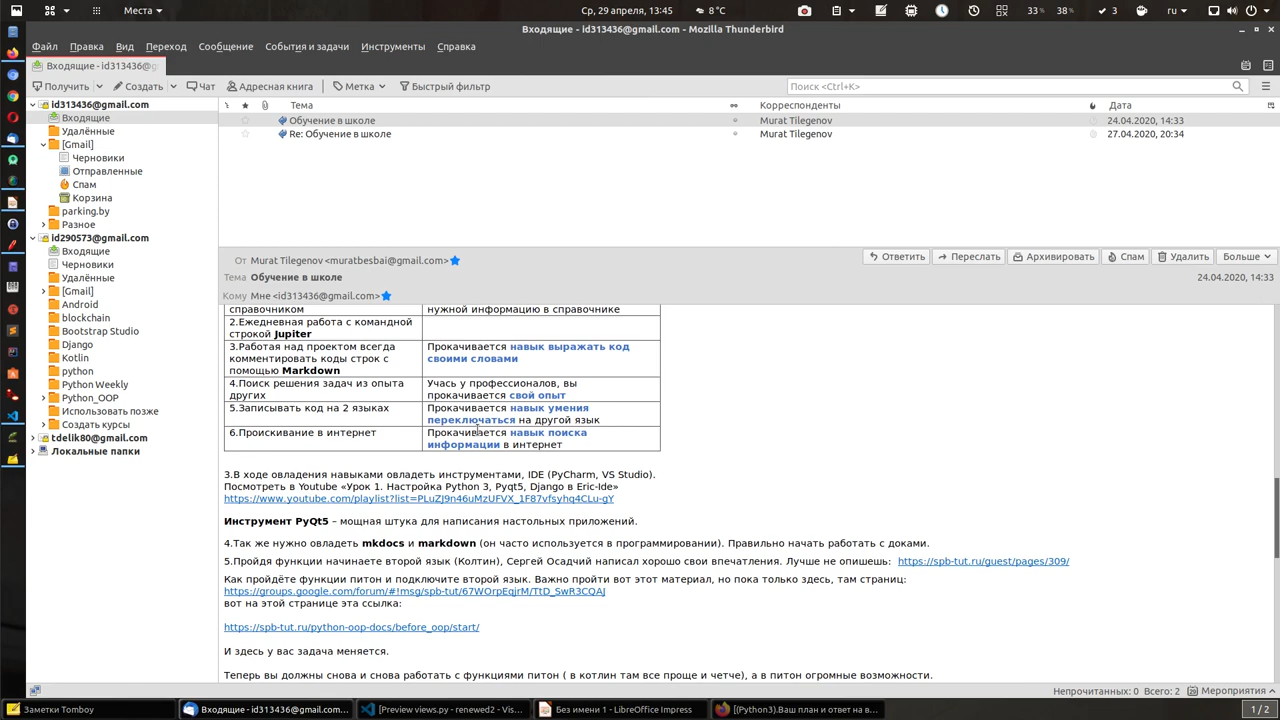 Места
Ср, 29 апреля, 13:45
8°C
33 %
38%
3
ru
Входящие - id313436@gmail.com - Mozilla Thunderbird
Файл Правка Вид Переход Сообщение События и задачи Инструменты Справка
Входящие - id313436@g
Получить Создать Чат Адресная книга Метка Быстрый фильтр Поиск <Ctrl+K>
id313436@gmail.com
Входящие
Удалённые
[Gmail]
Черновики
Отправленные
Спам
Корзина
parking.by
Разное
id290573@gmail.com
Входящие
Черновики
Удалённые
[Gmail]
Android
blockchain
Bootstrap Studio
Django
Kotlin
python
Python Weekly
Python_OOP
Использовать позже
Создать курсы
tdelik80@gmail.com
Локальные папки
Тема Корреспонденты Дата
Обучение в школе Murat Tilegenov 24.04.2020, 14:33
Re: Обучение в школе Murat Tilegenov 27.04.2020, 20:34
От Murat Tilegenov <muratbesbai@gmail.com>
Ответить Переслать Архивировать Спам Удалить Больше
Тема Обучение в школе 24.04.2020, 14:33
Кому Мне <id313436@gmail.com>
справочником нужной информацию в справочнике
2.Ежедневная работа с командной
строкой Jupiter
3.Работая над проектом всегда
комментировать коды строк с
помощью Markdown
Прокачивается навык выражать код
своими словами
4.Поиск решения задач из опыта
других
Учась у профессионалов, вы
прокачивается свой опыт
5.Записывать код на 2 языках
Прокачивается навык умения
переключаться на другой язык
6.Проискивание в интернет
Прокачивается навык поиска
информации в интернет
3.В ходе овладения навыками овладеть инструментами, IDE (PyCharm, VS Studio).
Посмотреть в Youtube «Урок 1. Настройка Python 3, Pyqt5, Django в Eric-Ide»
https://www.youtube.com/playlist?list=PLuZJ9n46uMzUFVX_1F87vfsyhq4CLu-gY
Инструмент PyQt5 – мощная штука для написания настольных приложений.
4.Так же нужно овладеть mkdocs и markdown (он часто используется в программировании). Правильно начать работать с доками.
5.Пройдя функции начинаете второй язык (Колтин), Сергей Осадчий написал хорошо свои впечатления. Лучше не опишешь: https://spb-tut.ru/guest/pages/309/
Как пройдёте функции питон и подключите второй язык. Важно пройти вот этот материал, но пока только здесь, там страниц:
https://groups.google.com/forum/#!msg/spb-tut/67WOrpEqjrM/TtD_SwR3CQAJ
вот на этой странице эта ссылка:
https://spb-tut.ru/python-oop-docs/before_oop/start/
И здесь у вас задача меняется.
Теперь вы должны снова и снова работать с функциями питон ( в котлин там все проще и четче), а в питон огромные возможности.
Непрочитанных: 0 Всего: 2 Мероприятия
Заметки Tomboy
Входящие - id313436@gmail.com...
[Preview views.py - renewed2 - Vis...
Без имени 1 - LibreOffice Impress
[(Python3).Ваш план и ответ на в...
1 / 2